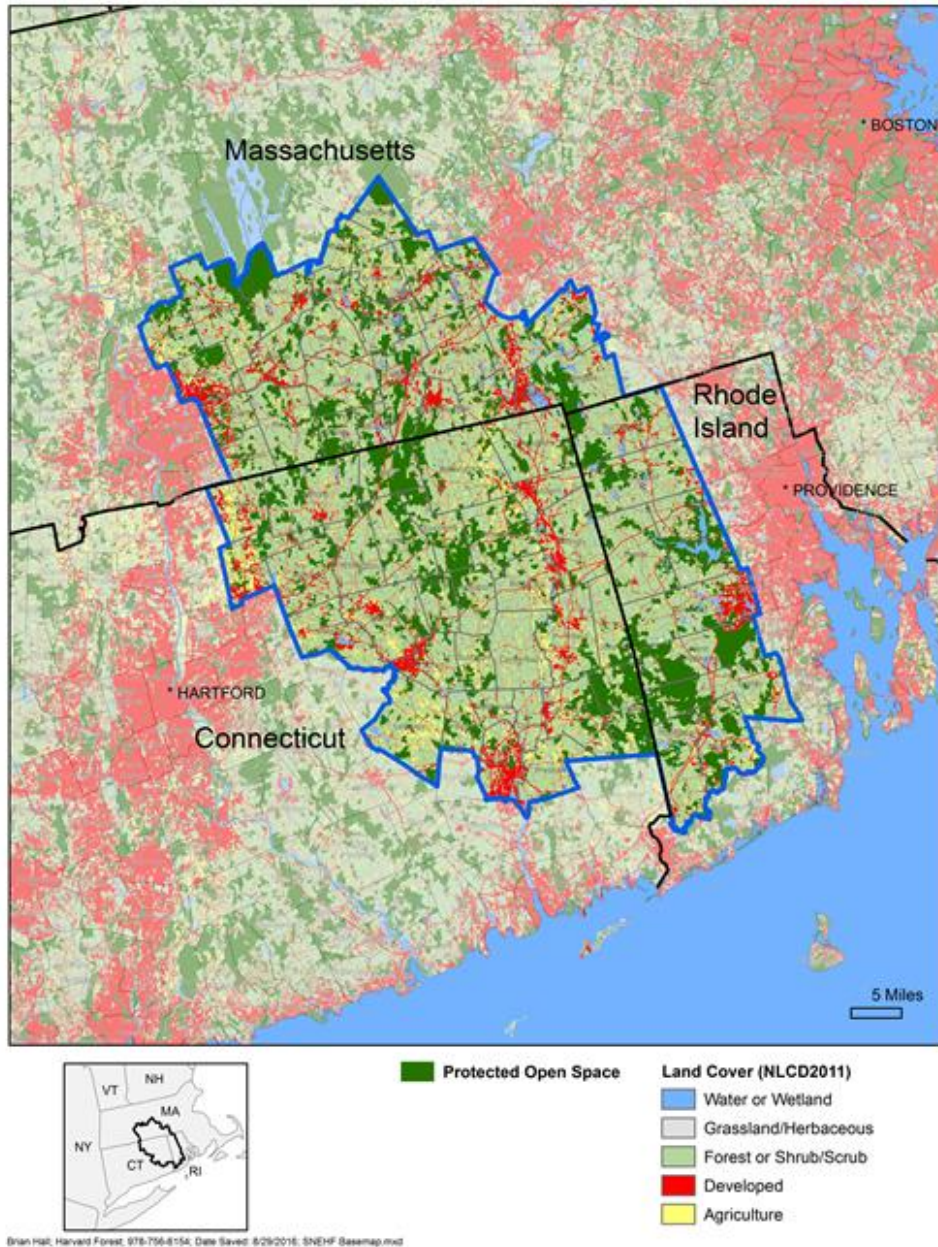 BOSTON
Massachusetts
Rhode
Island
PROVIDENCE
HARTFORD
Connecticut
5 Miles
VT
NH
MA
NY
CT
RI
Protected Open Space
Land Cover (NLCD2011)
Water or Wetland
Grassland/Herbaceous
Forest or Shrub/Scrub
Developed
Agriculture
Brian Hall; Harvard Forest; 978-756-6154; Date Saved: 8/29/2016; SNEHF Basemap.mxd